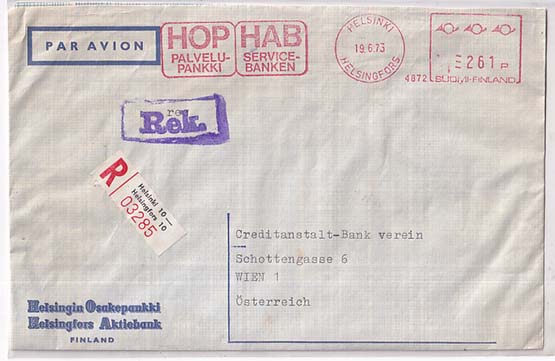 PAR AVION
HOP
PALVELU-
PANKKI
HAB
SERVICE-
BANKEN
HELSINKI
19.6.73
HELSINGFORS
4872
261 P
SUOMI-FINLAND
re
Rek.
R
Helsinki 10
Helsingfors 10
03285
Creditanstalt-Bank verein
Schottengasse 6
WIEN 1
Österreich
Helsingin Osakepankki
Helsingfors Aktiebank
FINLAND